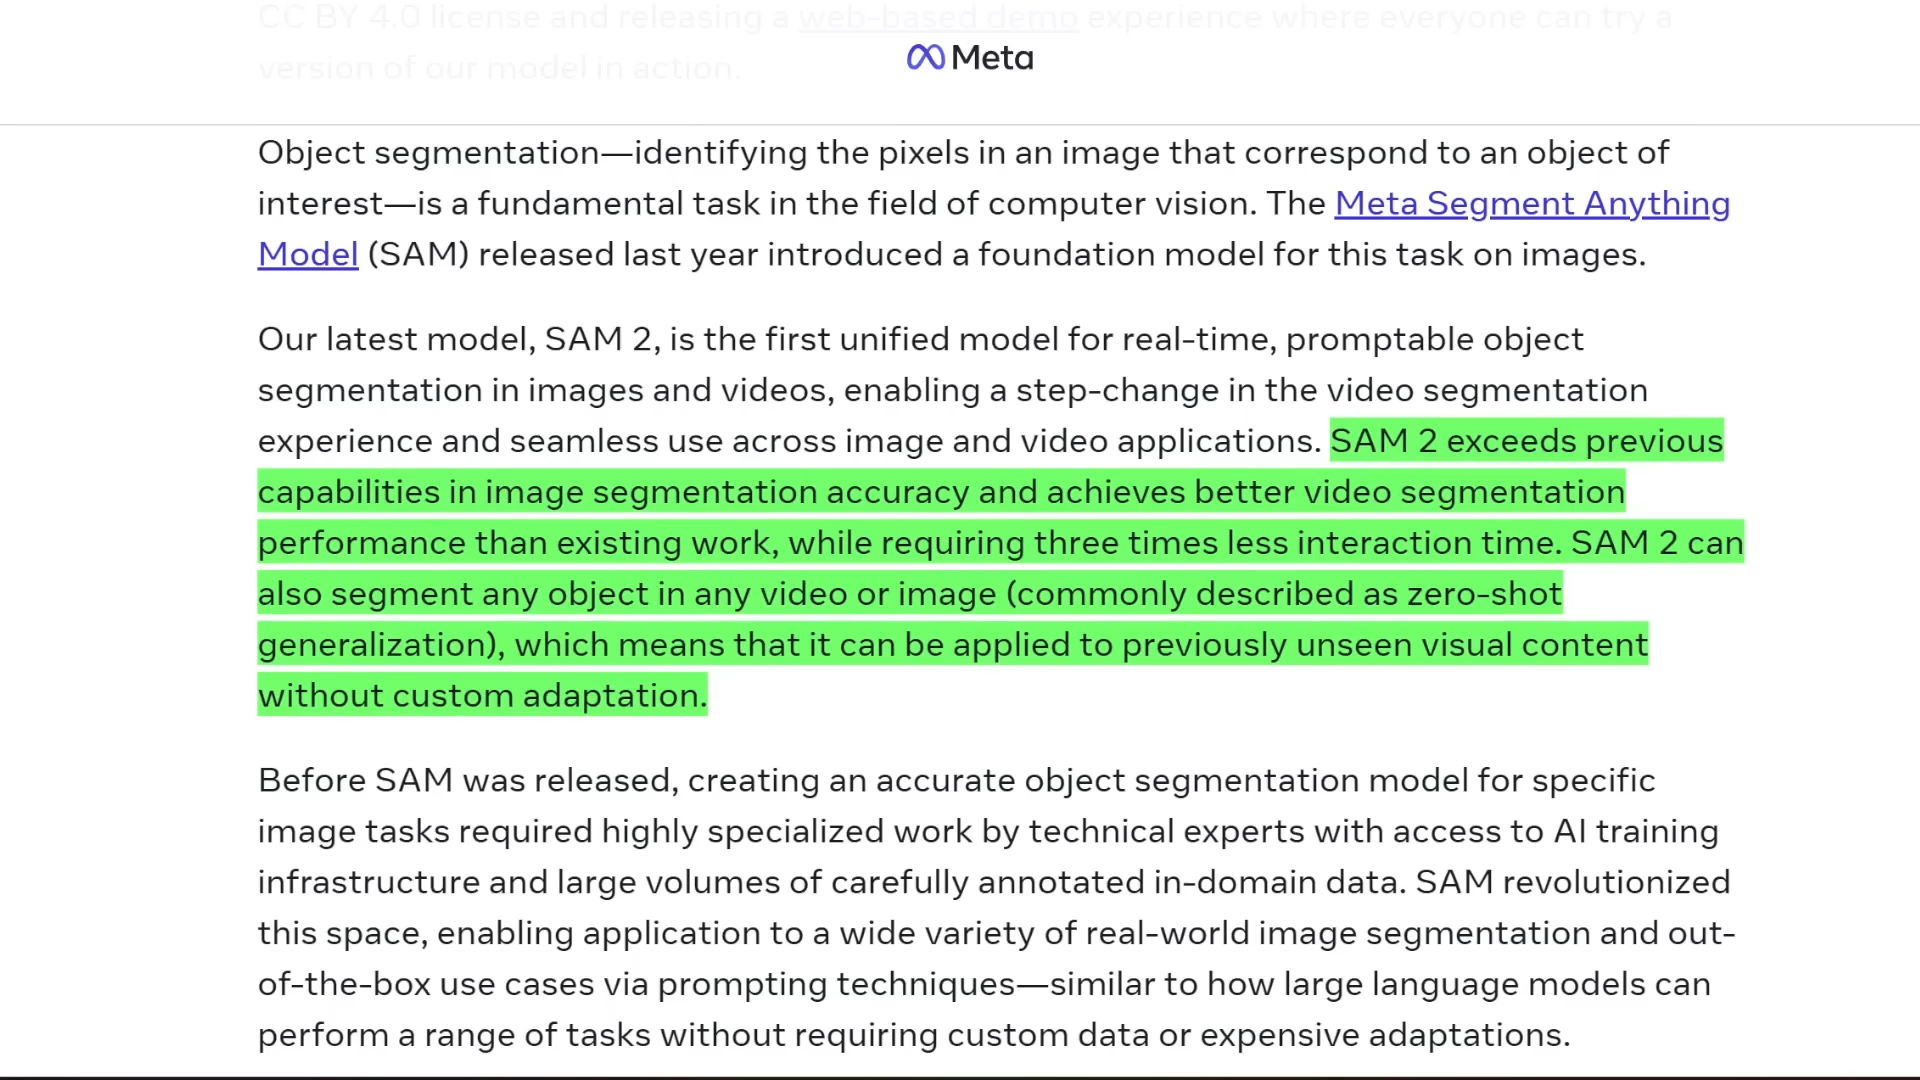 CC BY 4.0 license and releasing a web-based demo experience where everyone can try a
version of our model in action.
Meta
Object segmentation—identifying the pixels in an image that correspond to an object of
interest—is a fundamental task in the field of computer vision. The Meta Segment Anything
Model (SAM) released last year introduced a foundation model for this task on images.
Our latest model, SAM 2, is the first unified model for real-time, promptable object
segmentation in images and videos, enabling a step-change in the video segmentation
experience and seamless use across image and video applications. SAM 2 exceeds previous
capabilities in image segmentation accuracy and achieves better video segmentation
performance than existing work, while requiring three times less interaction time. SAM 2 can
also segment any object in any video or image (commonly described as zero-shot
generalization), which means that it can be applied to previously unseen visual content
without custom adaptation.
Before SAM was released, creating an accurate object segmentation model for specific
image tasks required highly specialized work by technical experts with access to AI training
infrastructure and large volumes of carefully annotated in-domain data. SAM revolutionized
this space, enabling application to a wide variety of real-world image segmentation and out-
of-the-box use cases via prompting techniques—similar to how large language models can
perform a range of tasks without requiring custom data or expensive adaptations.